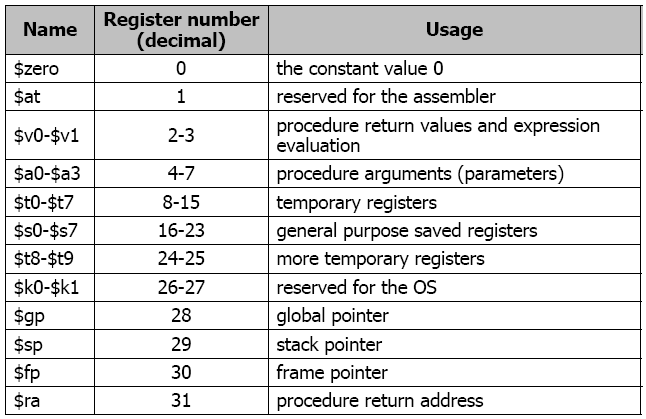 Name Register number (decimal) Usage
$zero 0 the constant value 0
$at 1 reserved for the assembler
$v0-$v1 2-3 procedure return values and expression
evaluation
$a0-$a3 4-7 procedure arguments (parameters)
$t0-$t7 8-15 temporary registers
$s0-$s7 16-23 general purpose saved registers
$t8-$t9 24-25 more temporary registers
$k0-$k1 26-27 reserved for the OS
$gp 28 global pointer
$sp 29 stack pointer
$fp 30 frame pointer
$ra 31 procedure return address